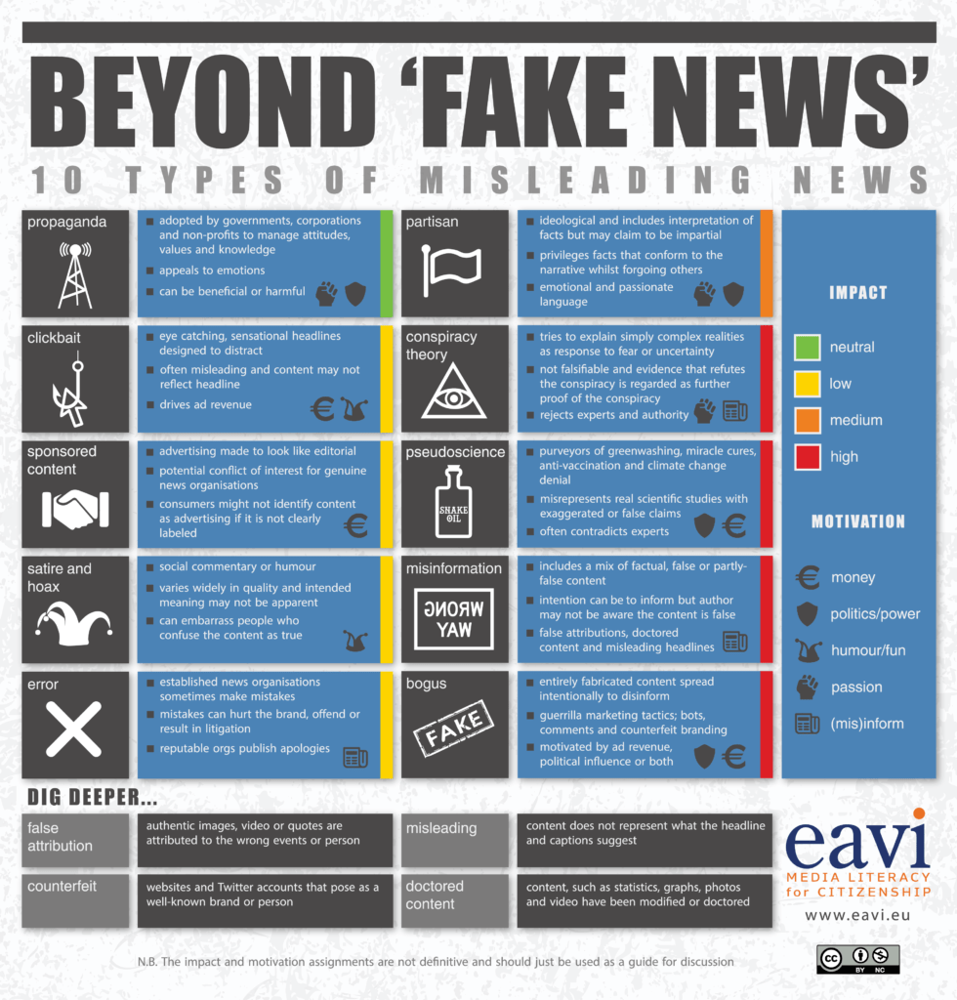 BEYOND ‘FAKE NEWS’
10 TYPES OF MISLEADING NEWS
propaganda
adopted by governments, corporations
and non-profits to manage attitudes,
values and knowledge
appeals to emotions
can be beneficial or harmful
partisan
ideological and includes interpretation of
facts but may claim to be impartial
privileges facts that conform to the
narrative whilst forgoing others
emotional and passionate
language
clickbait
eye catching, sensational headlines
designed to distract
often misleading and content may not
reflect headline
drives ad revenue
conspiracy
theory
tries to explain simply complex realities
as response to fear or uncertainty
not falsifiable and evidence that refutes
the conspiracy is regarded as further
proof of the conspiracy
rejects experts and authority
sponsored
content
advertising made to look like editorial
potential conflict of interest for genuine
news organisations
consumers might not identify content
as advertising if it is not clearly
labeled
pseudoscience
SNAKE
OIL
purveyors of greenwashing, miracle cures,
anti-vaccination and climate change
denial
misrepresents real scientific studies with
exaggerated or false claims
often contradicts experts
satire and
hoax
social commentary or humour
varies widely in quality and intended
meaning may not be apparent
can embarrass people who
confuse the content as true
misinformation
WRONG
WAY
includes a mix of factual, false or partly-
false content
intention can be to inform but author
may not be aware the content is false
false attributions, doctored
content and misleading headlines
error
established news organisations
sometimes make mistakes
mistakes can hurt the brand, offend or
result in litigation
reputable orgs publish apologies
bogus
FAKE
entirely fabricated content spread
intentionally to disinform
guerrilla marketing tactics; bots,
comments and counterfeit branding
motivated by ad revenue,
political influence or both
IMPACT
neutral
low
medium
high
MOTIVATION
€ money
politics/power
humour/fun
passion
(mis)inform
DIG DEEPER...
false
attribution
authentic images, video or quotes are
attributed to the wrong events or person
misleading
content does not represent what the headline
and captions suggest
counterfeit
websites and Twitter accounts that pose as a
well-known brand or person
doctored
content
content, such as statistics, graphs, photos
and video have been modified or doctored
eavi
MEDIA LITERACY
for CITIZENSHIP
www.eavi.eu
N.B. The impact and motivation assignments are not definitive and should just be used as a guide for discussion
cc
BY NC